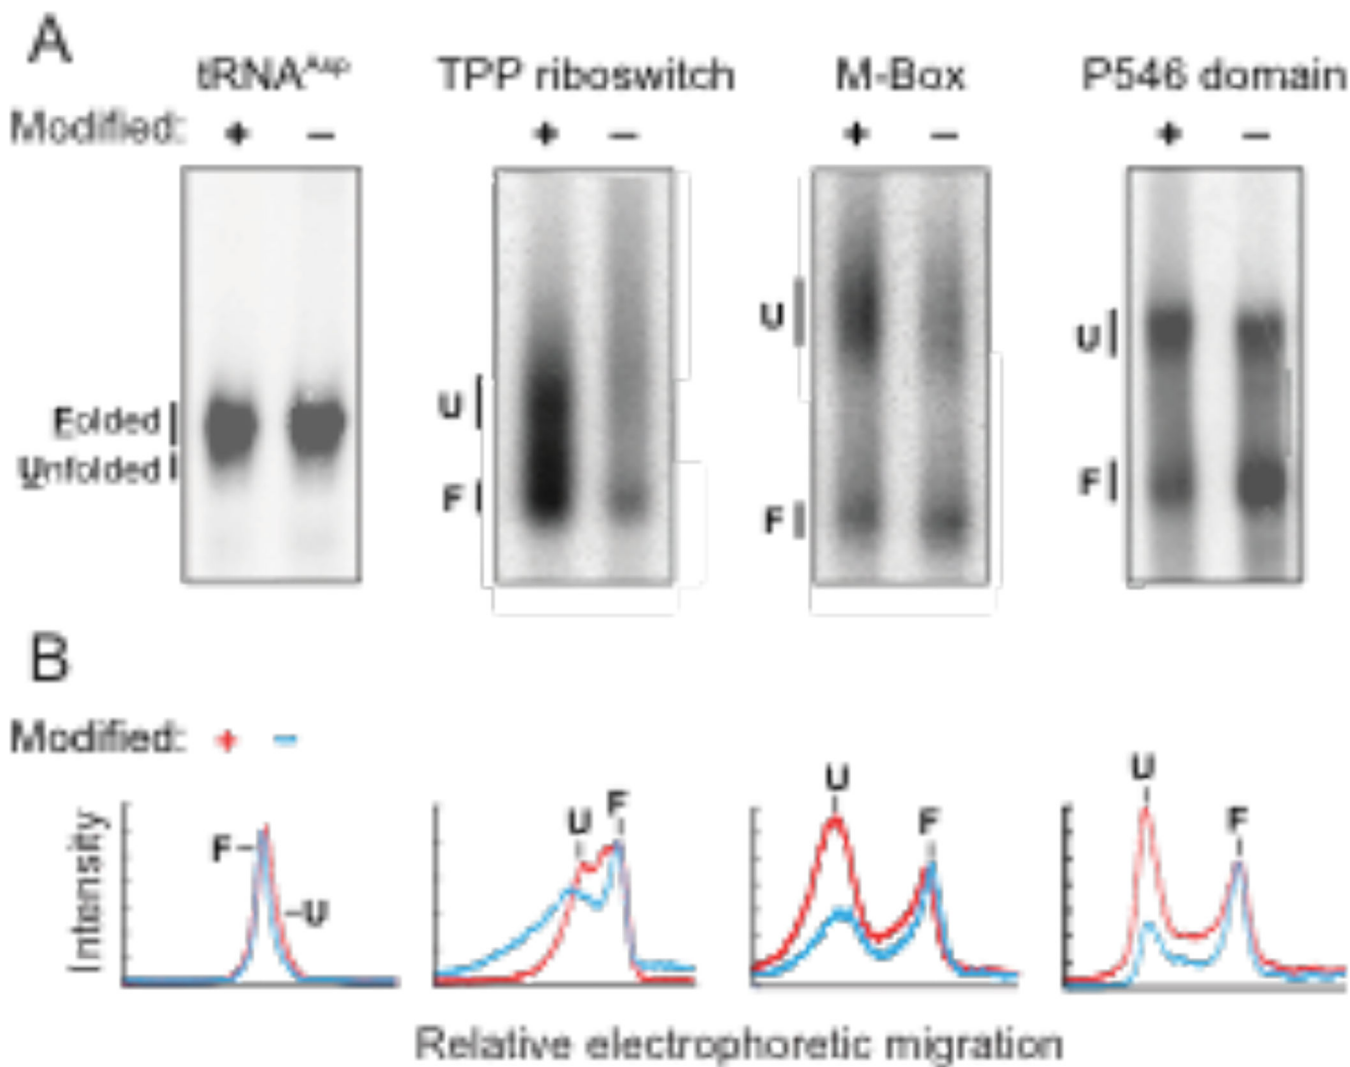 A
tRNAAsp TPP riboswitch M-Box P546 domain
Modified: + − + − + − + −
Folded
Unfolded
U
F
U
F
U
F
B
Modified: + −
Intensity
F
U
U F
U F
U F
Relative electrophoretic migration